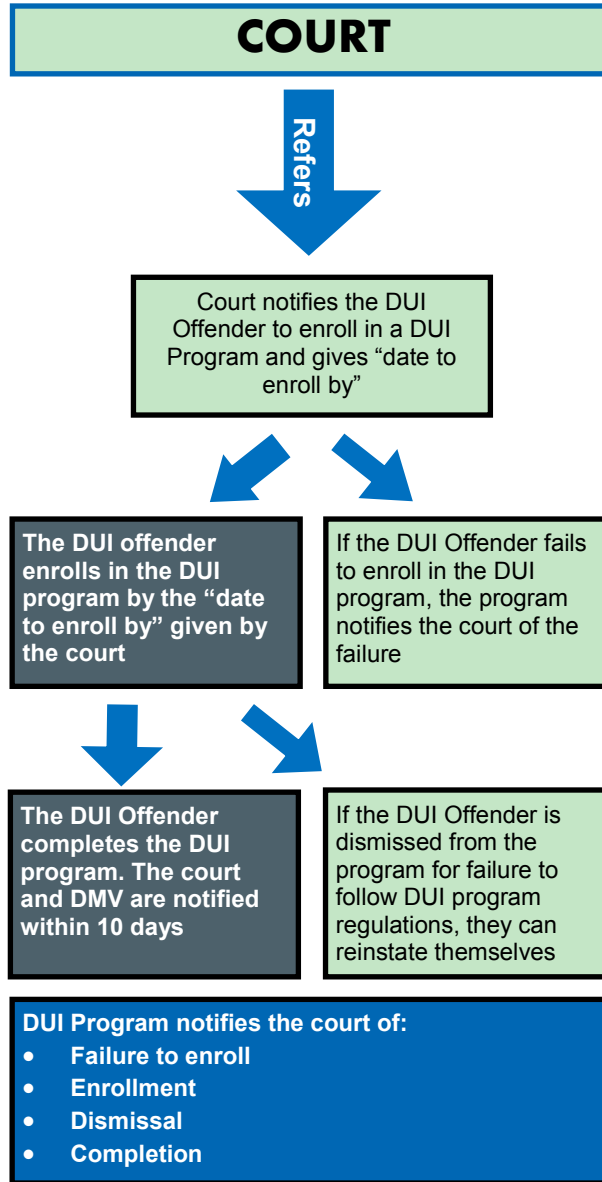 COURT
Refers
Court notifies the DUI
Offender to enroll in a DUI
Program and gives “date to
enroll by”
The DUI offender
enrolls in the DUI
program by the “date
to enroll by” given by
the court
If the DUI Offender fails
to enroll in the DUI
program, the program
notifies the court of the
failure
The DUI Offender
completes the DUI
program. The court
and DMV are notified
within 10 days
If the DUI Offender is
dismissed from the
program for failure to
follow DUI program
regulations, they can
reinstate themselves
DUI Program notifies the court of:
• Failure to enroll
• Enrollment
• Dismissal
• Completion